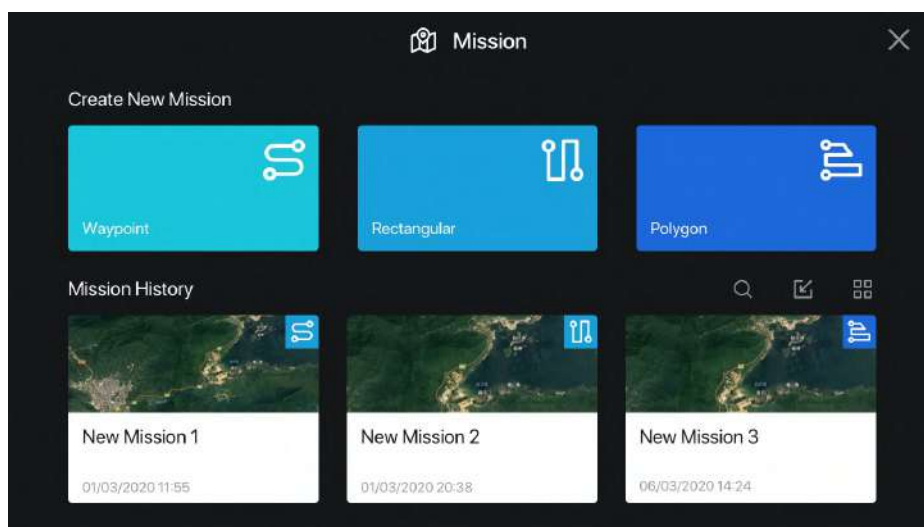 Mission
Create New Mission
Waypoint
Rectangular
Polygon
Mission History
New Mission 1
New Mission 2
New Mission 3
01/03/2020 11:55
01/03/2020 20:38
06/03/2020 14:24